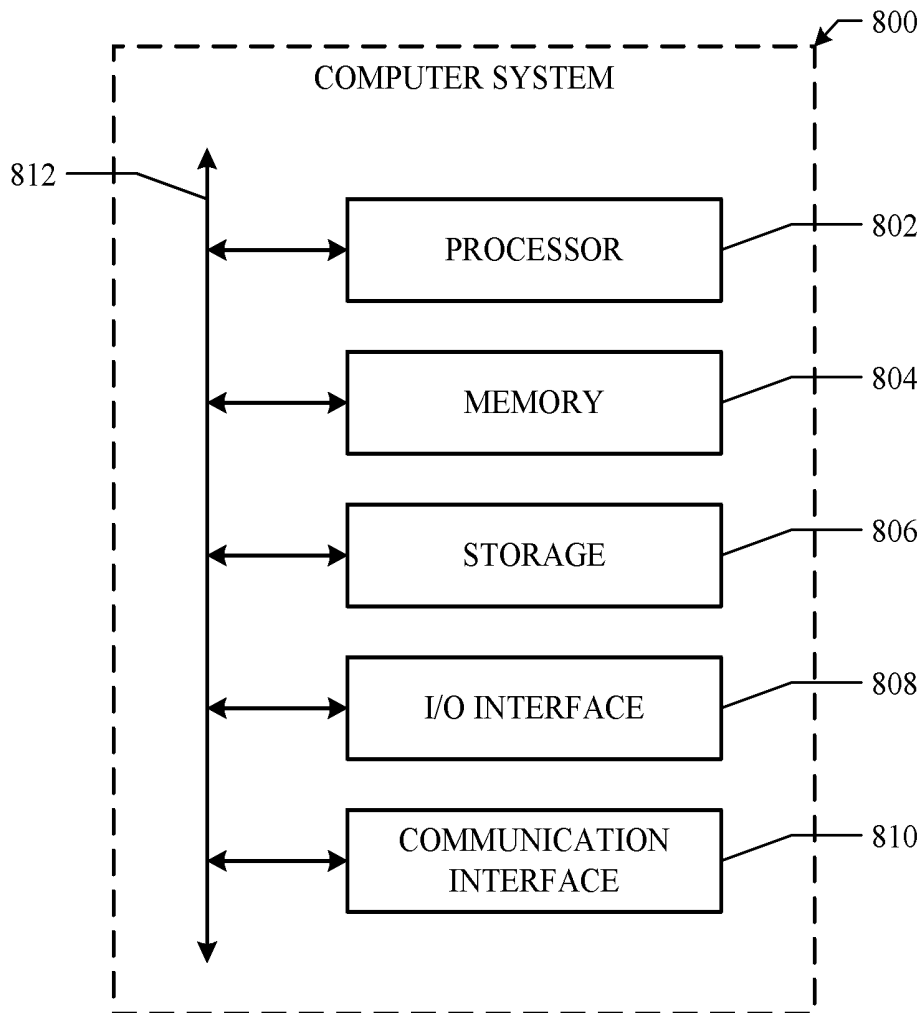 800
COMPUTER SYSTEM
812
PROCESSOR
802
MEMORY
804
STORAGE
806
I/O INTERFACE
808
COMMUNICATION
INTERFACE
810